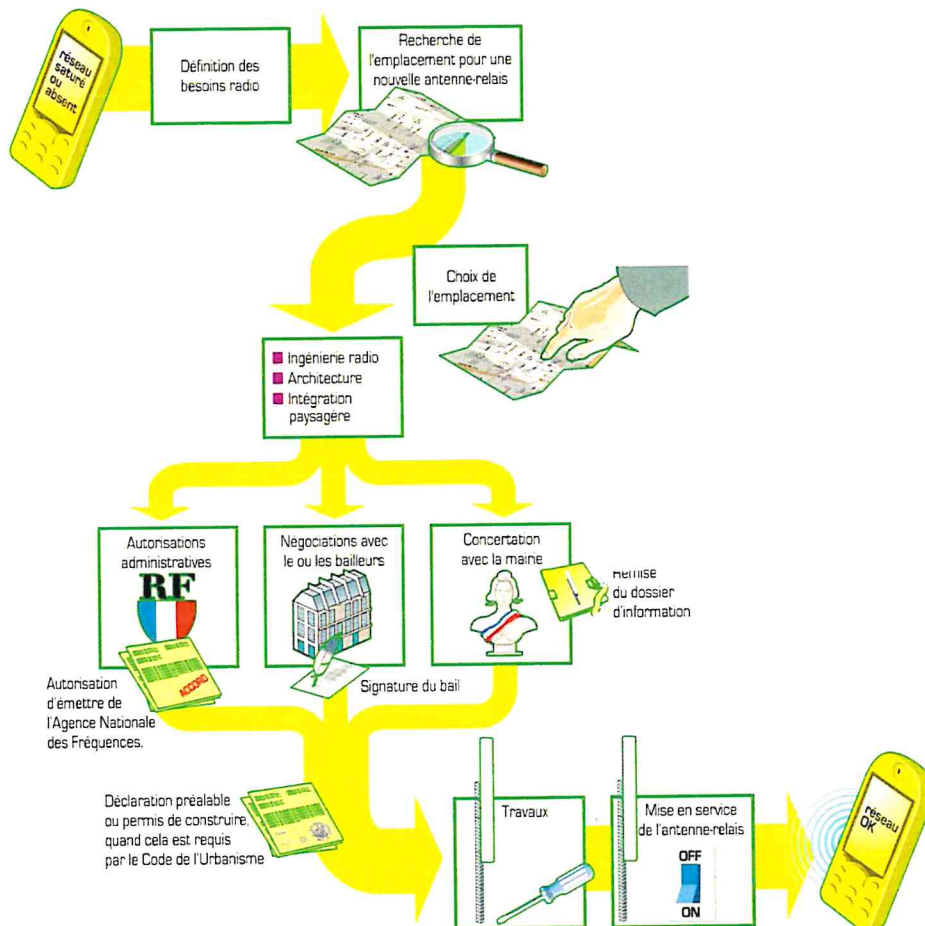 réseau
saturé
ou
absent
Définition des
besoins radio
Recherche de
l'emplacement pour une
nouvelle antenne-relais
Choix de
l'emplacement
Ingénierie radio
Architecture
Intégration
paysagère
Autorisations
administratives
RF
ACCORD
Autorisation
d'émettre de
l'Agence Nationale
des Fréquences.
Négociations avec
le ou les bailleurs
Signature du bail
Concertation
avec la mairie
Remise
du dossier
d'information
Déclaration préalable
ou permis de construire,
quand cela est requis
par le Code de l'Urbanisme
Travaux
Mise en service
de l'antenne-relais
OFF
ON
réseau
OK